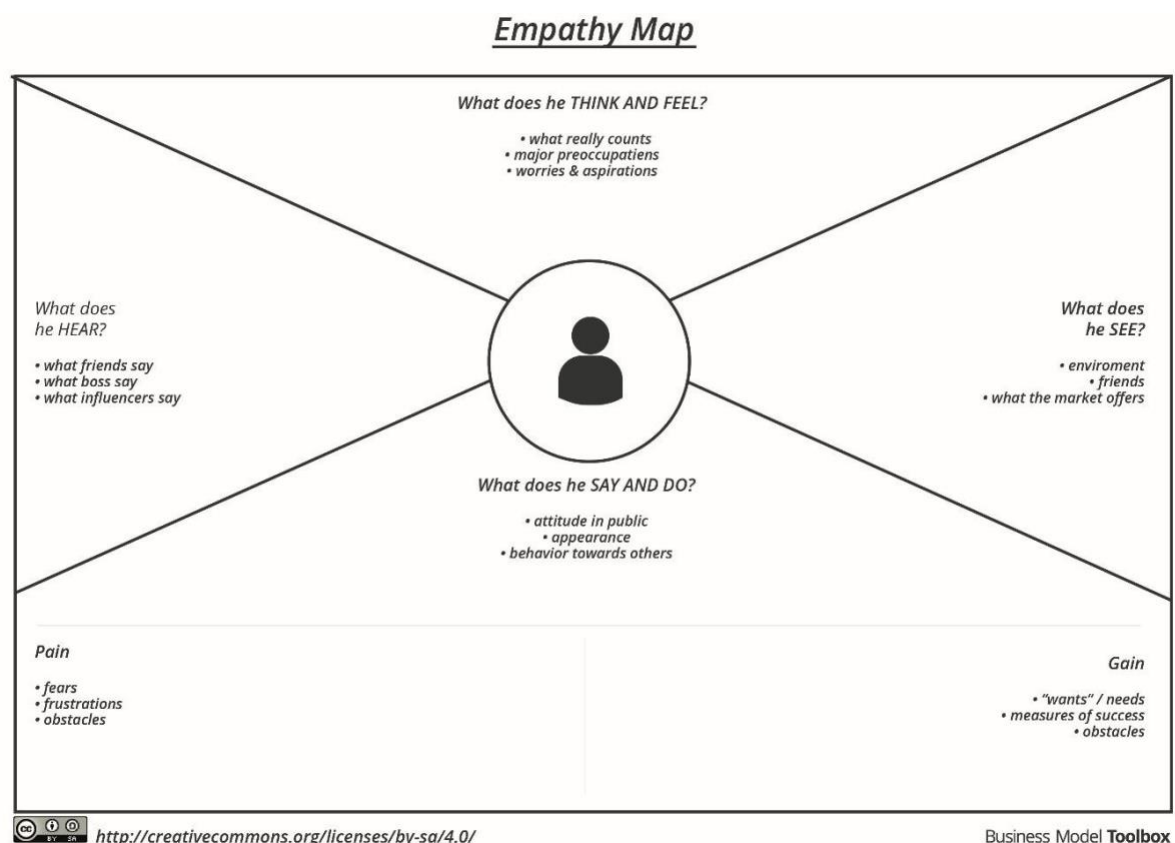 Empathy Map
What does he THINK AND FEEL?
• what really counts
• major preoccupatiens
• worries & aspirations
What does
he HEAR?
• what friends say
• what boss say
• what influencers say
What does
he SEE?
• enviroment
• friends
• what the market offers
What does he SAY AND DO?
• attitude in public
• appearance
• behavior towards others
Pain
• fears
• frustrations
• obstacles
Gain
• “wants” / needs
• measures of success
• obstacles
cc BY SA
http://creativecommons.org/licenses/by-sa/4.0/
Business Model Toolbox